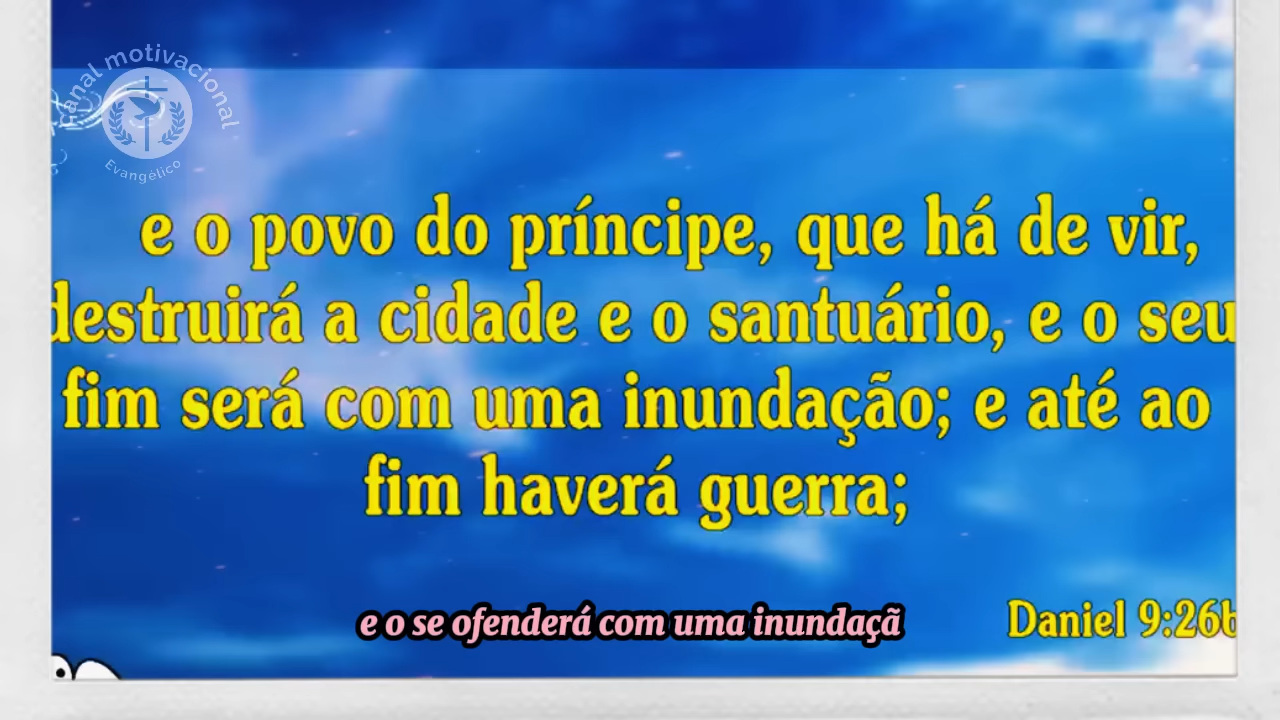 Canal motivacional
Evangélico
e o povo do príncipe, que há de vir,
destruirá a cidade e o santuário, e o seu
fim será com uma inundação; e até ao
fim haverá guerra;
e o se ofenderá com uma inundaçã
Daniel 9:26b